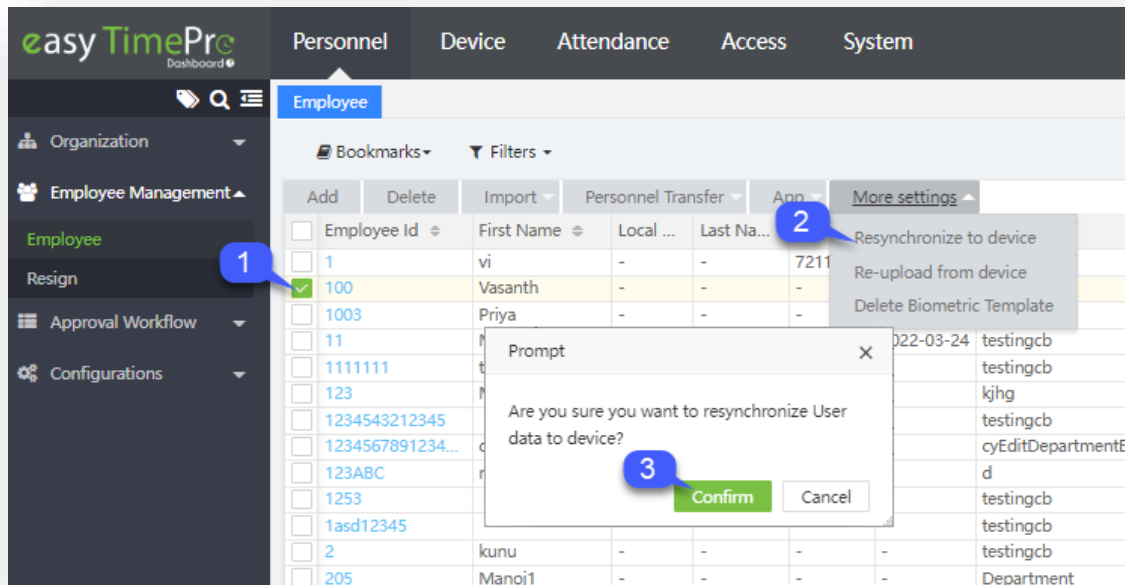 easy TimePro
Dashboard
Personnel Device Attendance Access System
Employee
Organization
Bookmarks Filters
Employee Management
Add Delete Import Personnel Transfer App More settings
Employee Id First Name Local ... Last Na... 2 Resynchronize to device
Employee
1 1 vi - - 7211 Re-upload from device
Resign
100 Vasanth - - - Delete Biometric Template
1003 Priya - - -
Approval Workflow
11 022-03-24 testingcb
Prompt
1111111 testingcb
Configurations
123 kjhg
Are you sure you want to resynchronize User
data to device?
1234543212345 testingcb
1234567891234... cyEditDepartmentE
123ABC d
3
Confirm Cancel
1253 testingcb
1asd12345 testingcb
2 kunu - - - - testingcb
205 Manoj1 - - - - Department